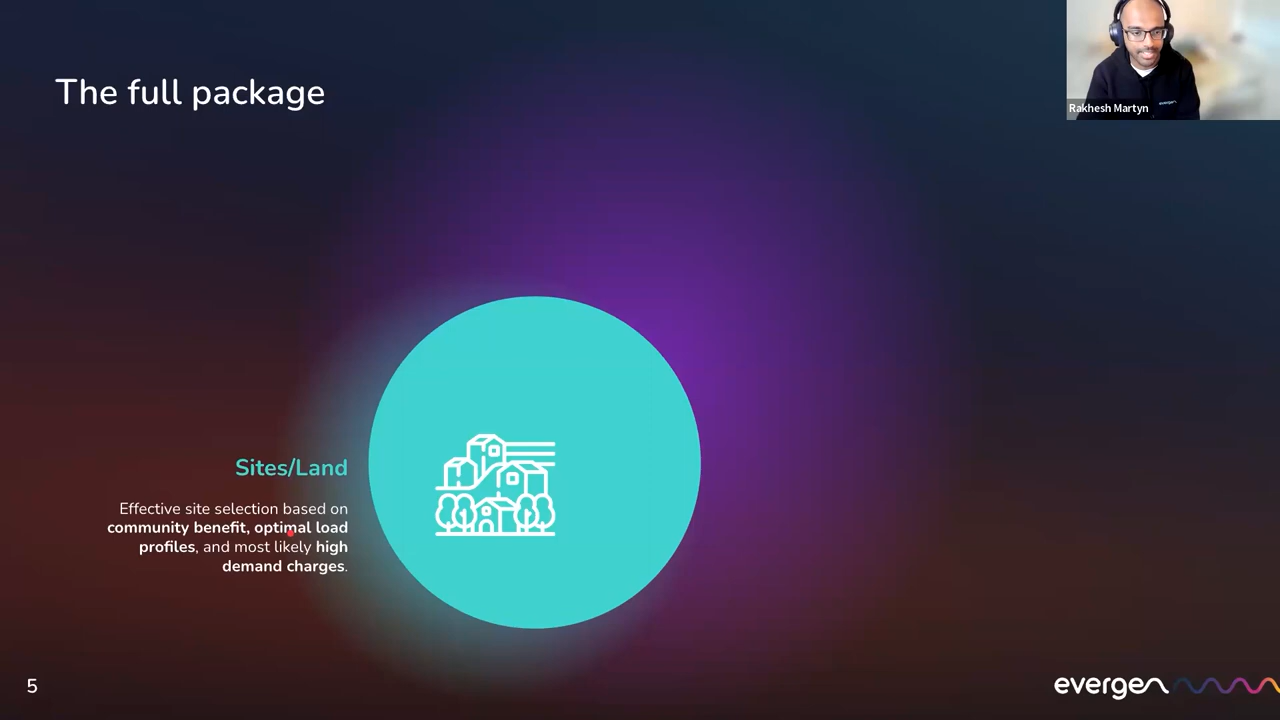 The full package
Rakhesh Martyn
Sites/Land
Effective site selection based on
community benefit, optimal load
profiles, and most likely high
demand charges.
5
evergen